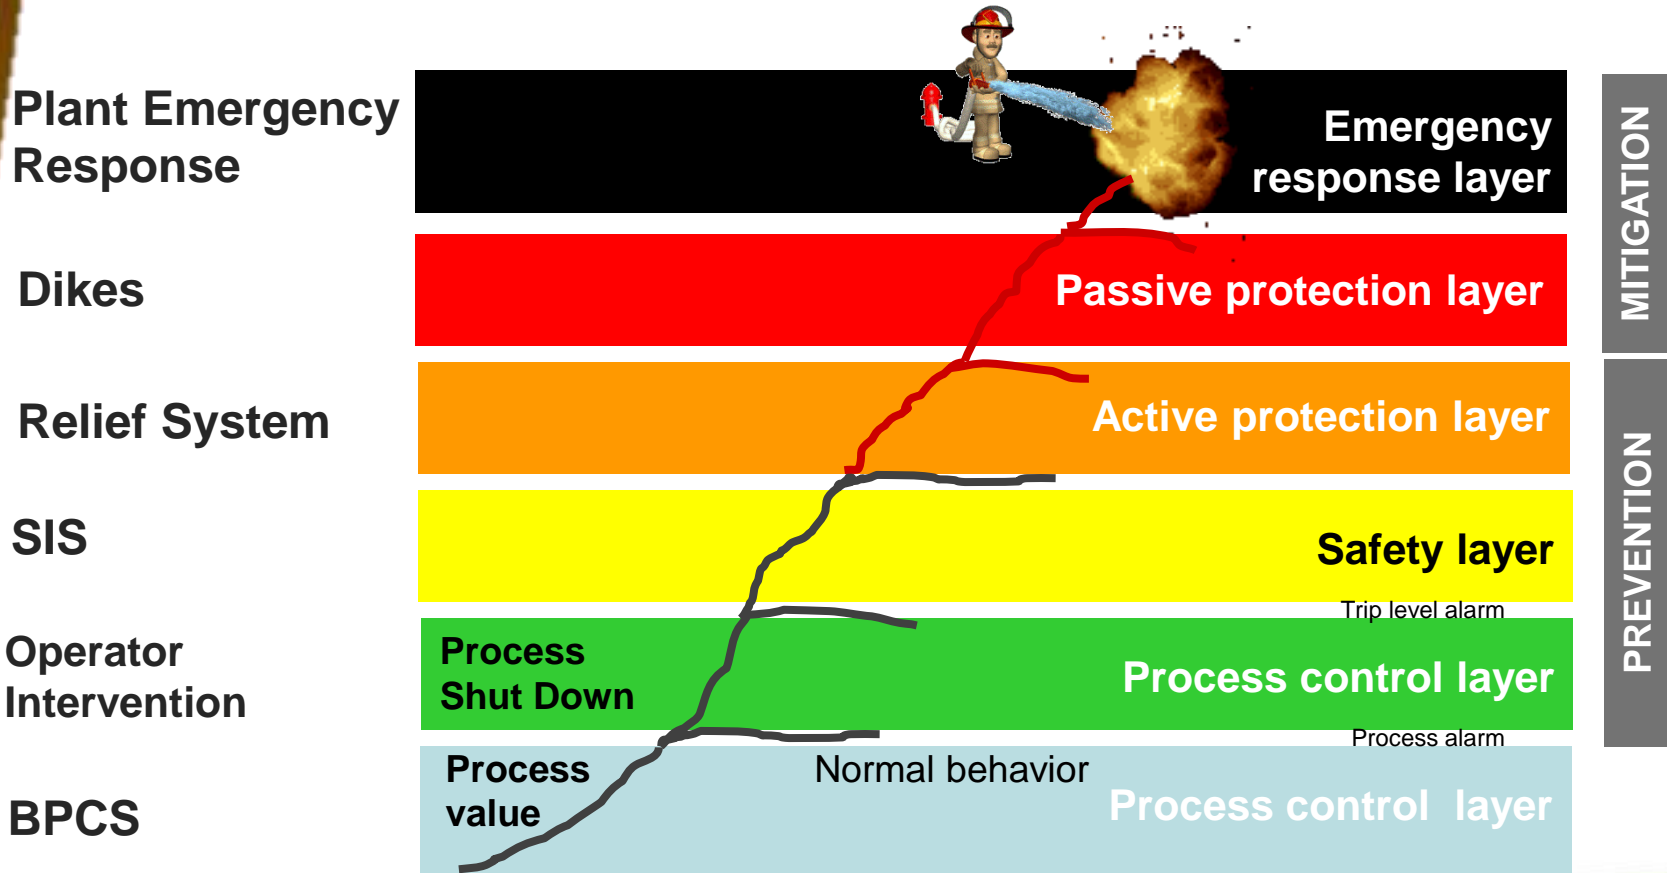 Plant Emergency
Response
Emergency
response layer
MITIGATION
Dikes
Passive protection layer
Relief System
Active protection layer
PREVENTION
SIS
Safety layer
Trip level alarm
Operator
Intervention
Process
Shut Down
Process control layer
Process alarm
BPCS
Process
value
Normal behavior
Process control layer